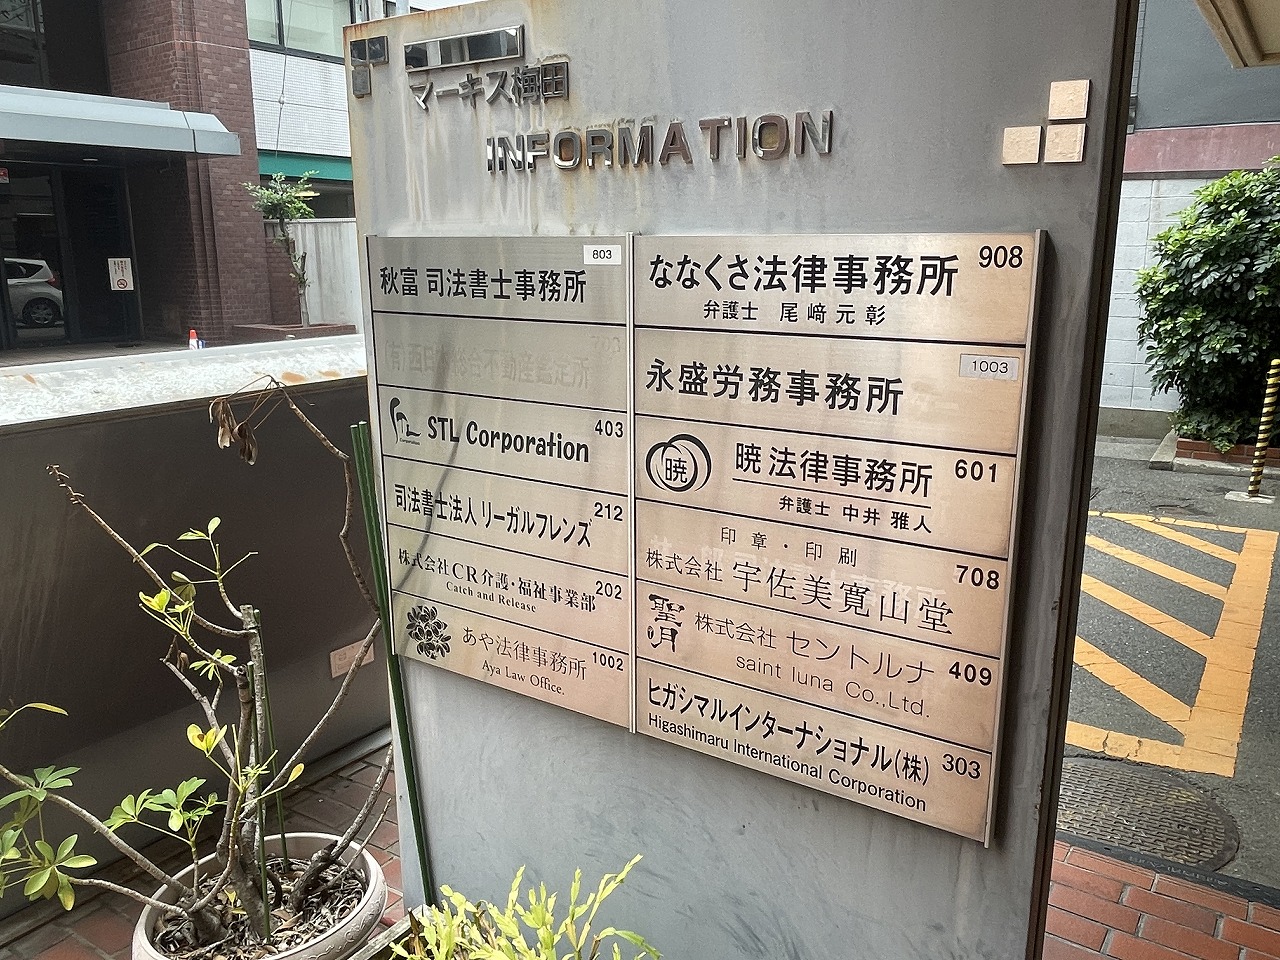 マーキス梅田
INFORMATION
803
秋富 司法書士事務所
STL Corporation
403
司法書士法人 リーガルフレンズ
212
株式会社CR介護・福祉事業部
202
Catch and Release
あや法律事務所
1002
Aya Law Office.
ななくさ法律事務所
908
弁護士 尾﨑元彰
1003
永盛労務事務所
暁
暁 法律事務所
601
弁護士 中井 雅人
印章・印刷
株式会社 宇佐美寛山堂
708
聖月
株式会社 セントルナ
409
saint luna Co.,Ltd.
ヒガシマルインターナショナル(株)
303
Higashimaru International Corporation